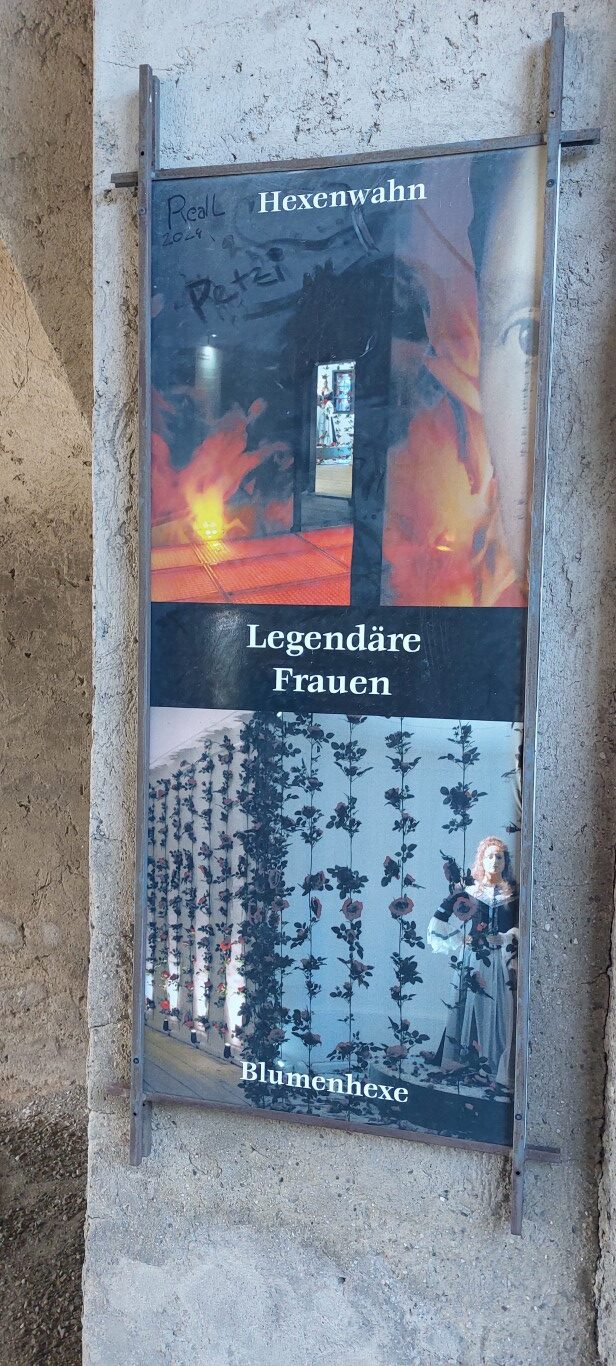 Hexenwahn
Reall
2024
Petzi
Legendäre
Frauen
Blumenhexe